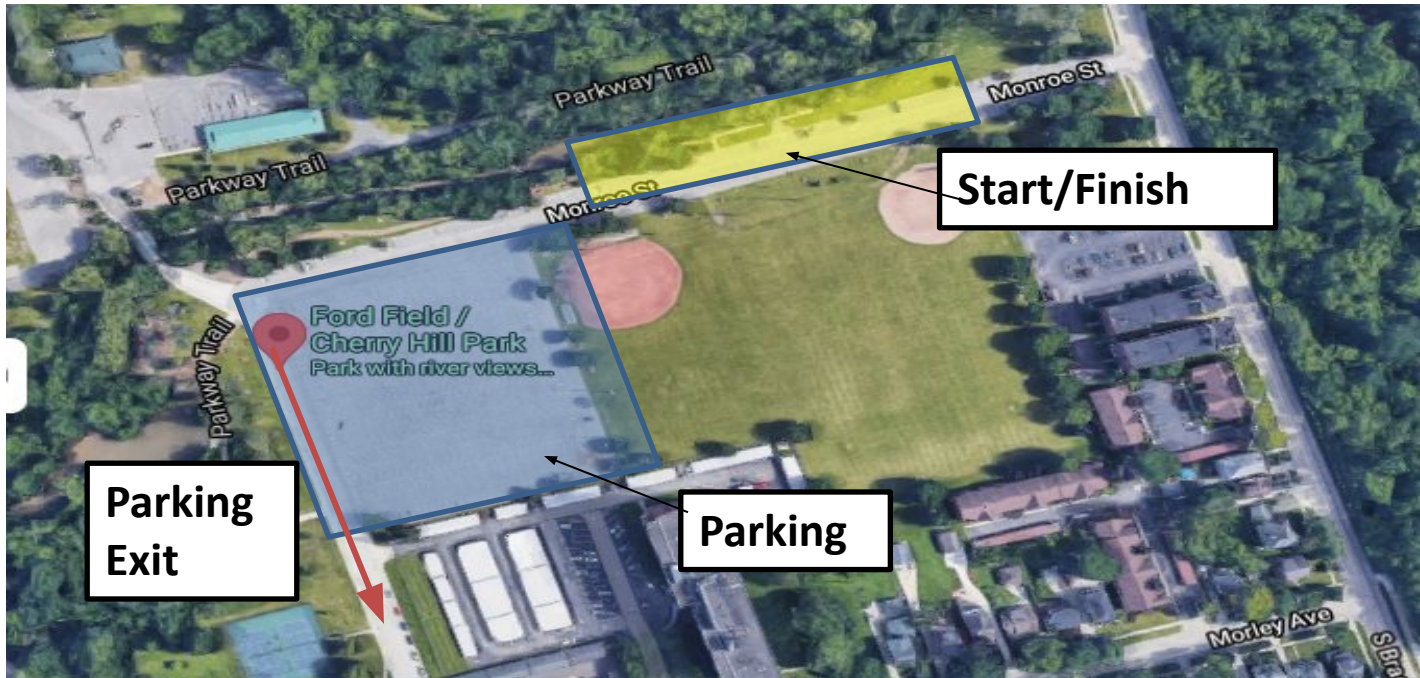 Parkway Trail
Monroe St
Parkway Trail
Start/Finish
Monroe St
Ford Field /
Cherry Hill Park
Park with river views...
Parkway Trail
Parking
Exit
Parking
Morley Ave
S Bra